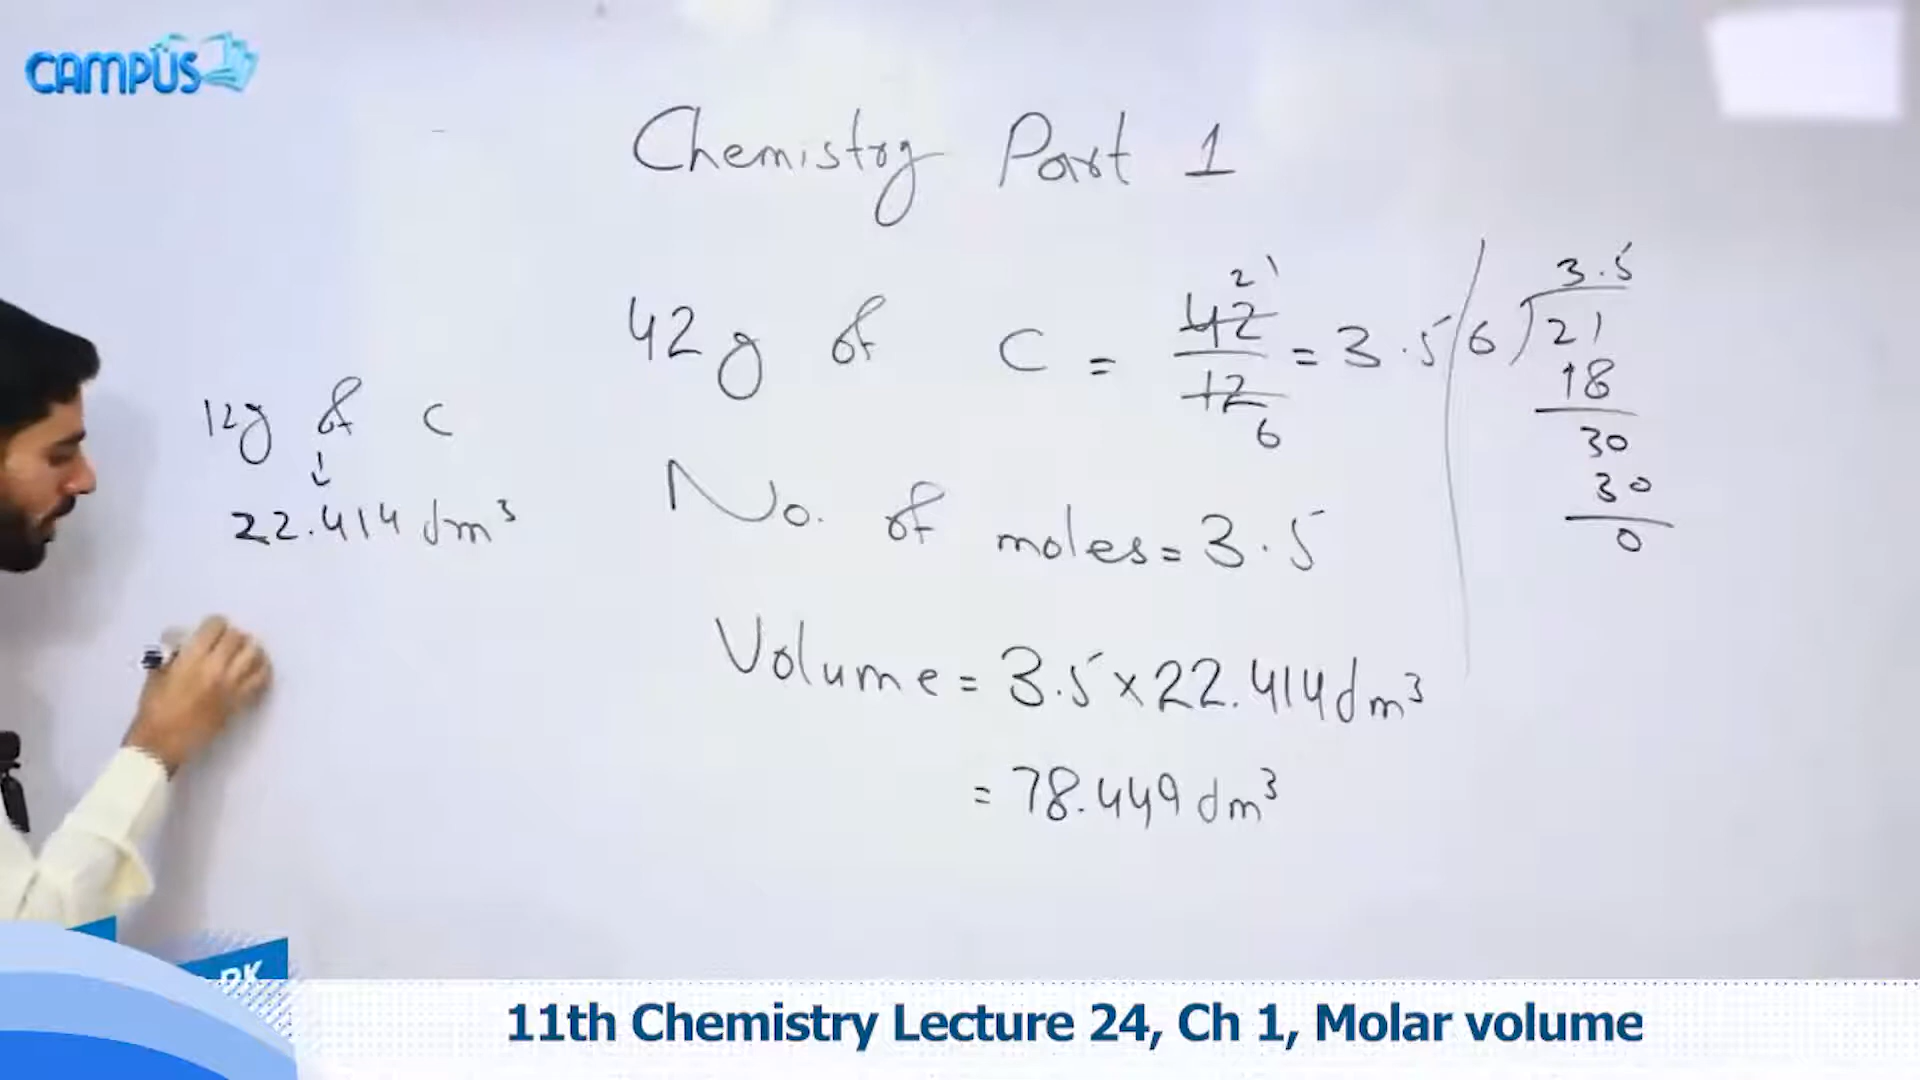 CAMPUS
Chemistry Part 1
42g of C = 42/12 = 3.5
21
6
12g of C
↓
22.414 dm³
No. of moles = 3.5
Volume = 3.5 × 22.414 dm³
= 78.449 dm³
3.5
6 ) 21
18
30
30
0
.PK
11th Chemistry Lecture 24, Ch 1, Molar volume